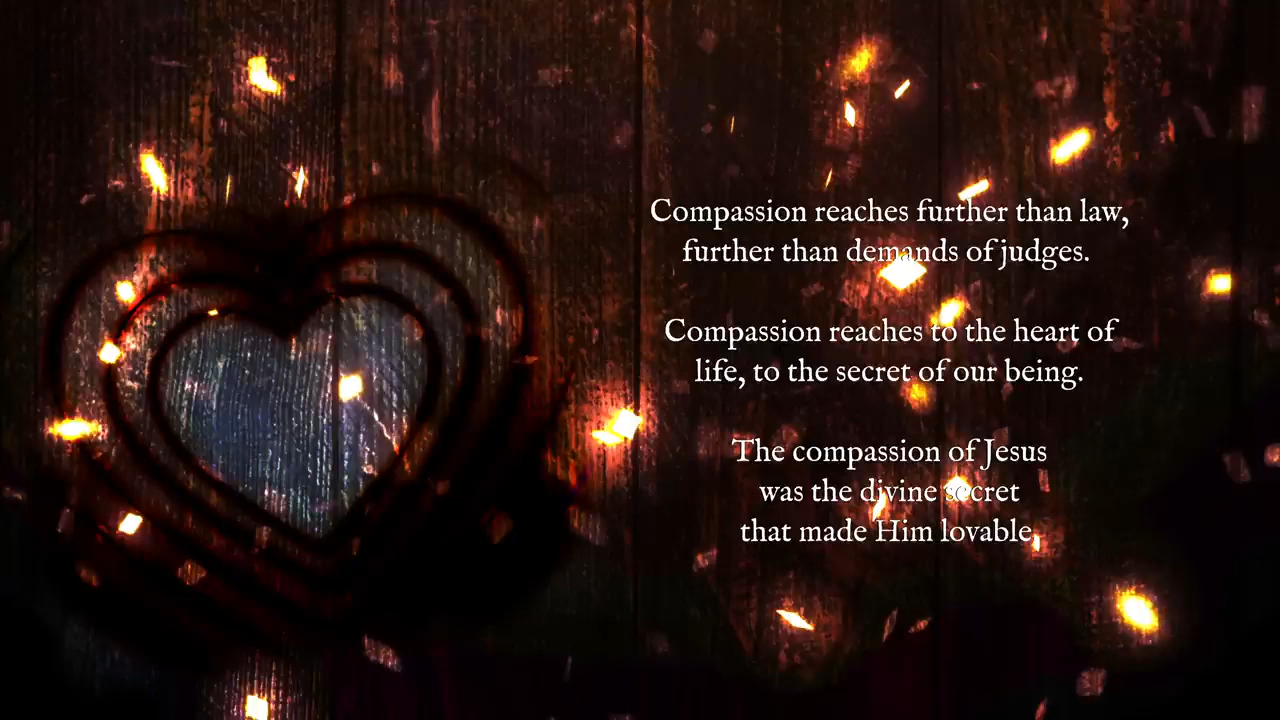 Compassion reaches further than law,
further than demands of judges.
Compassion reaches to the heart of
life, to the secret of our being.
The compassion of Jesus
was the divine secret
that made Him lovable.